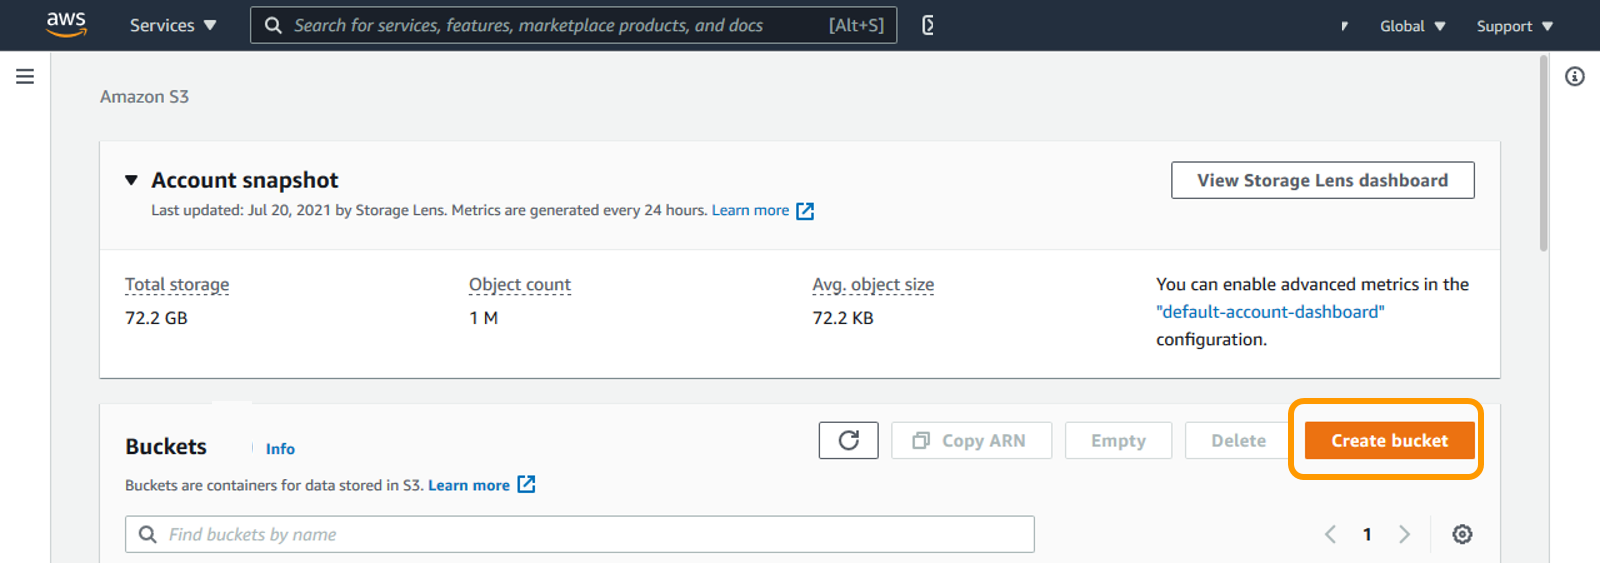 aws Services Search for services, features, marketplace products, and docs [Alt+S] Global Support
Amazon S3
Account snapshot View Storage Lens dashboard
Last updated: Jul 20, 2021 by Storage Lens. Metrics are generated every 24 hours. Learn more
Total storage Object count Avg. object size You can enable advanced metrics in the
72.2 GB 1 M 72.2 KB "default-account-dashboard"
configuration.
Buckets Info Copy ARN Empty Delete Create bucket
Buckets are containers for data stored in S3. Learn more
Find buckets by name 1